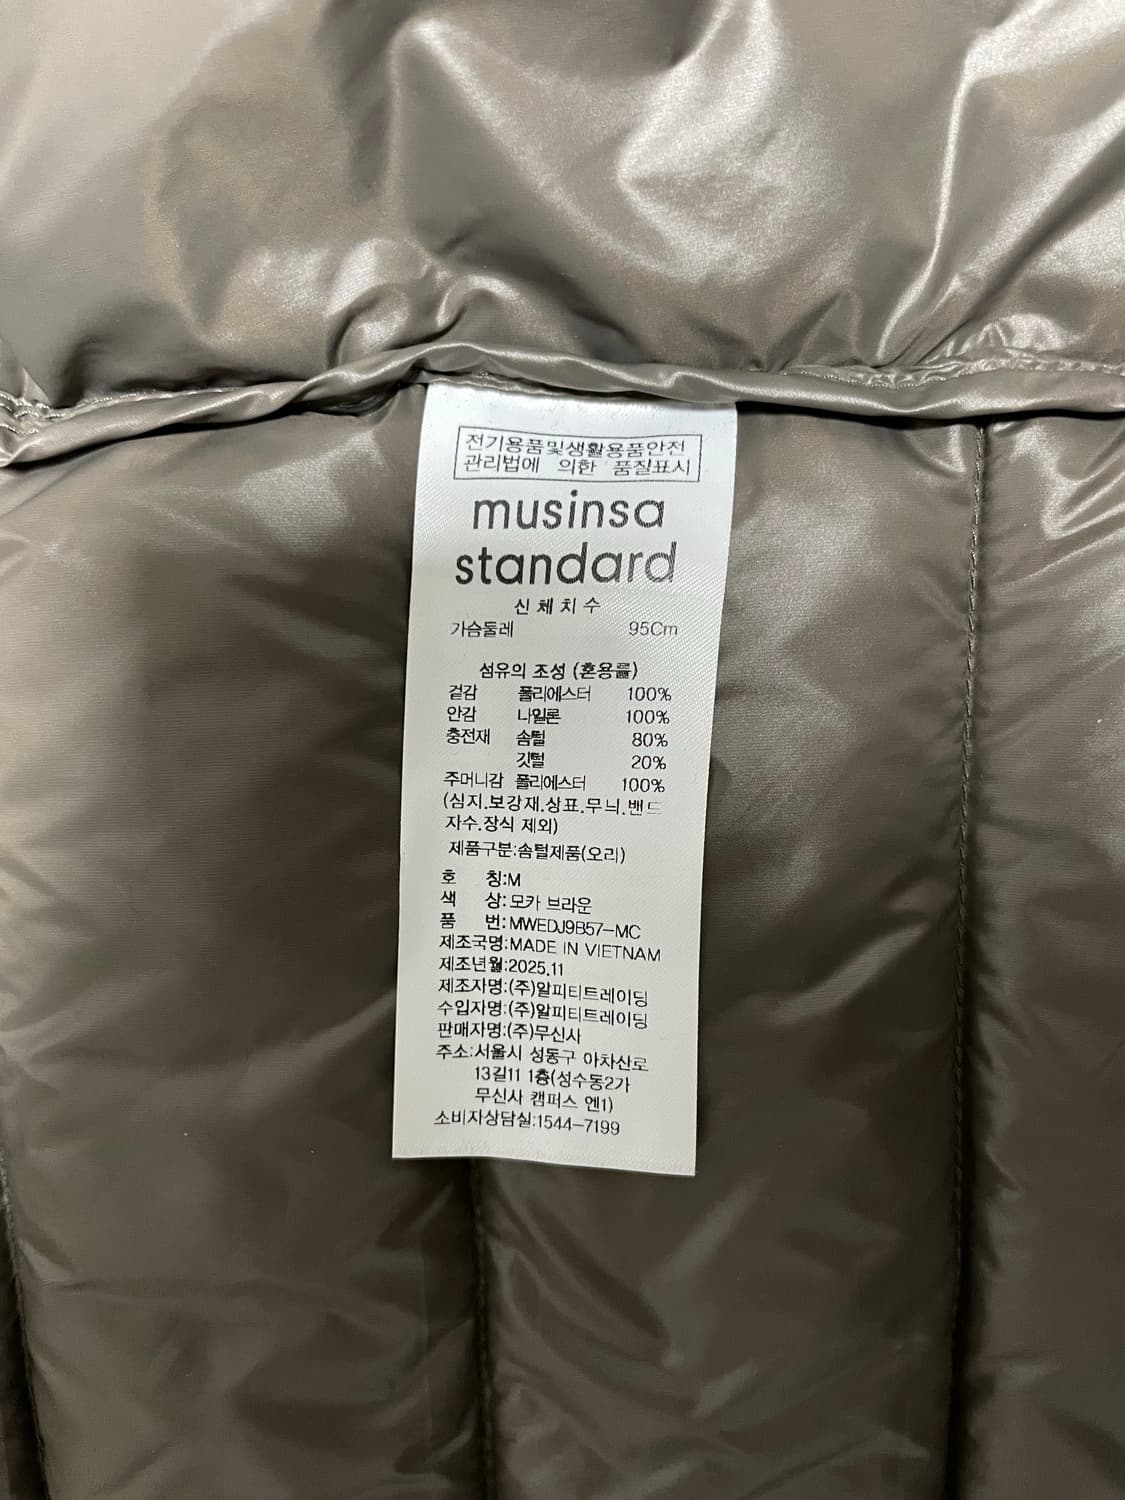 전기용품및생활용품안전
관리법에 의한 품질표시
musinsa
standard
신체치수
가슴둘레 95Cm
섬유의 조성 (혼용률)
겉감 폴리에스터 100%
안감 나일론 100%
충전재 솜털 80%
깃털 20%
주머니감 폴리에스터 100%
(심지.보강재.상표.무늬.밴드
자수.장식 제외)
제품구분:솜털제품(오리)
호 칭:M
색 상:모카 브라운
품 번:MWEDJ9B57-MC
제조국명:MADE IN VIETNAM
제조년월:2025.11
제조자명:(주)알피티트레이딩
수입자명:(주)알피티트레이딩
판매자명:(주)무신사
주소:서울시 성동구 아차산로
13길11 1층(성수동2가
무신사 캠퍼스 엔1)
소비자상담실:1544-7199